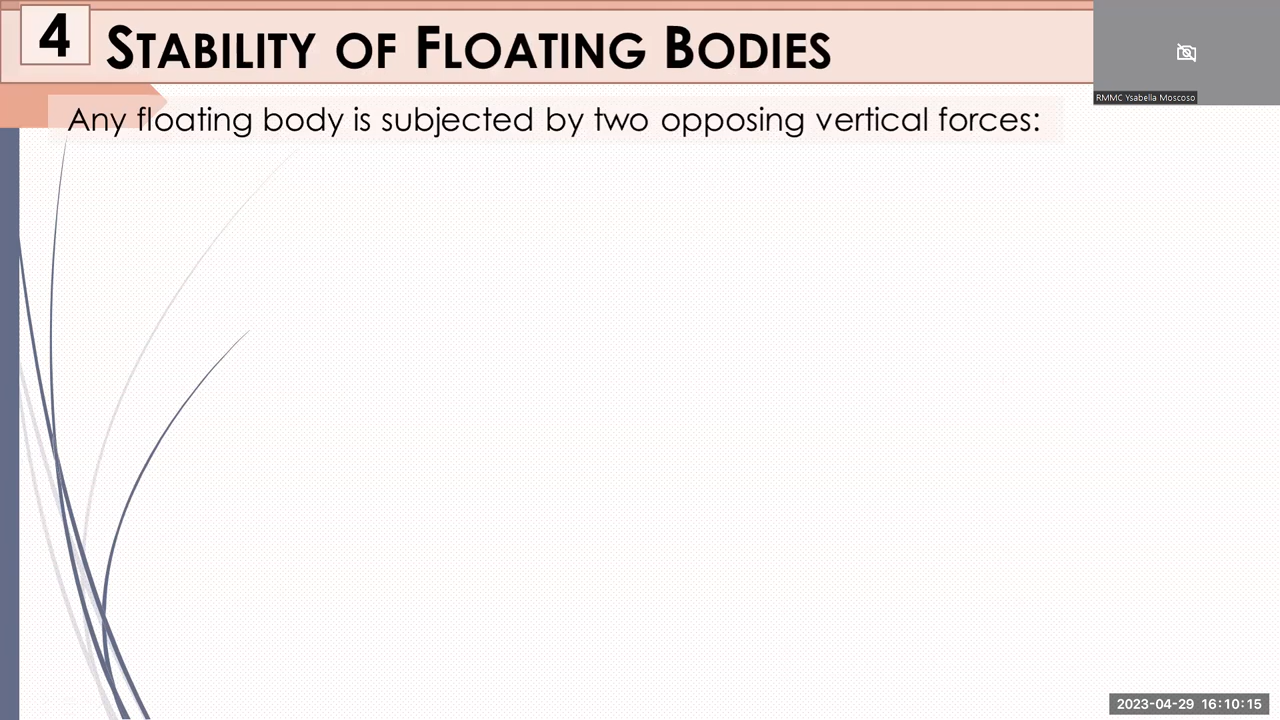 4 STABILITY OF FLOATING BODIES
RMMC Ysabella Moscoso
Any floating body is subjected by two opposing vertical forces:
2023-04-29 16:10:15